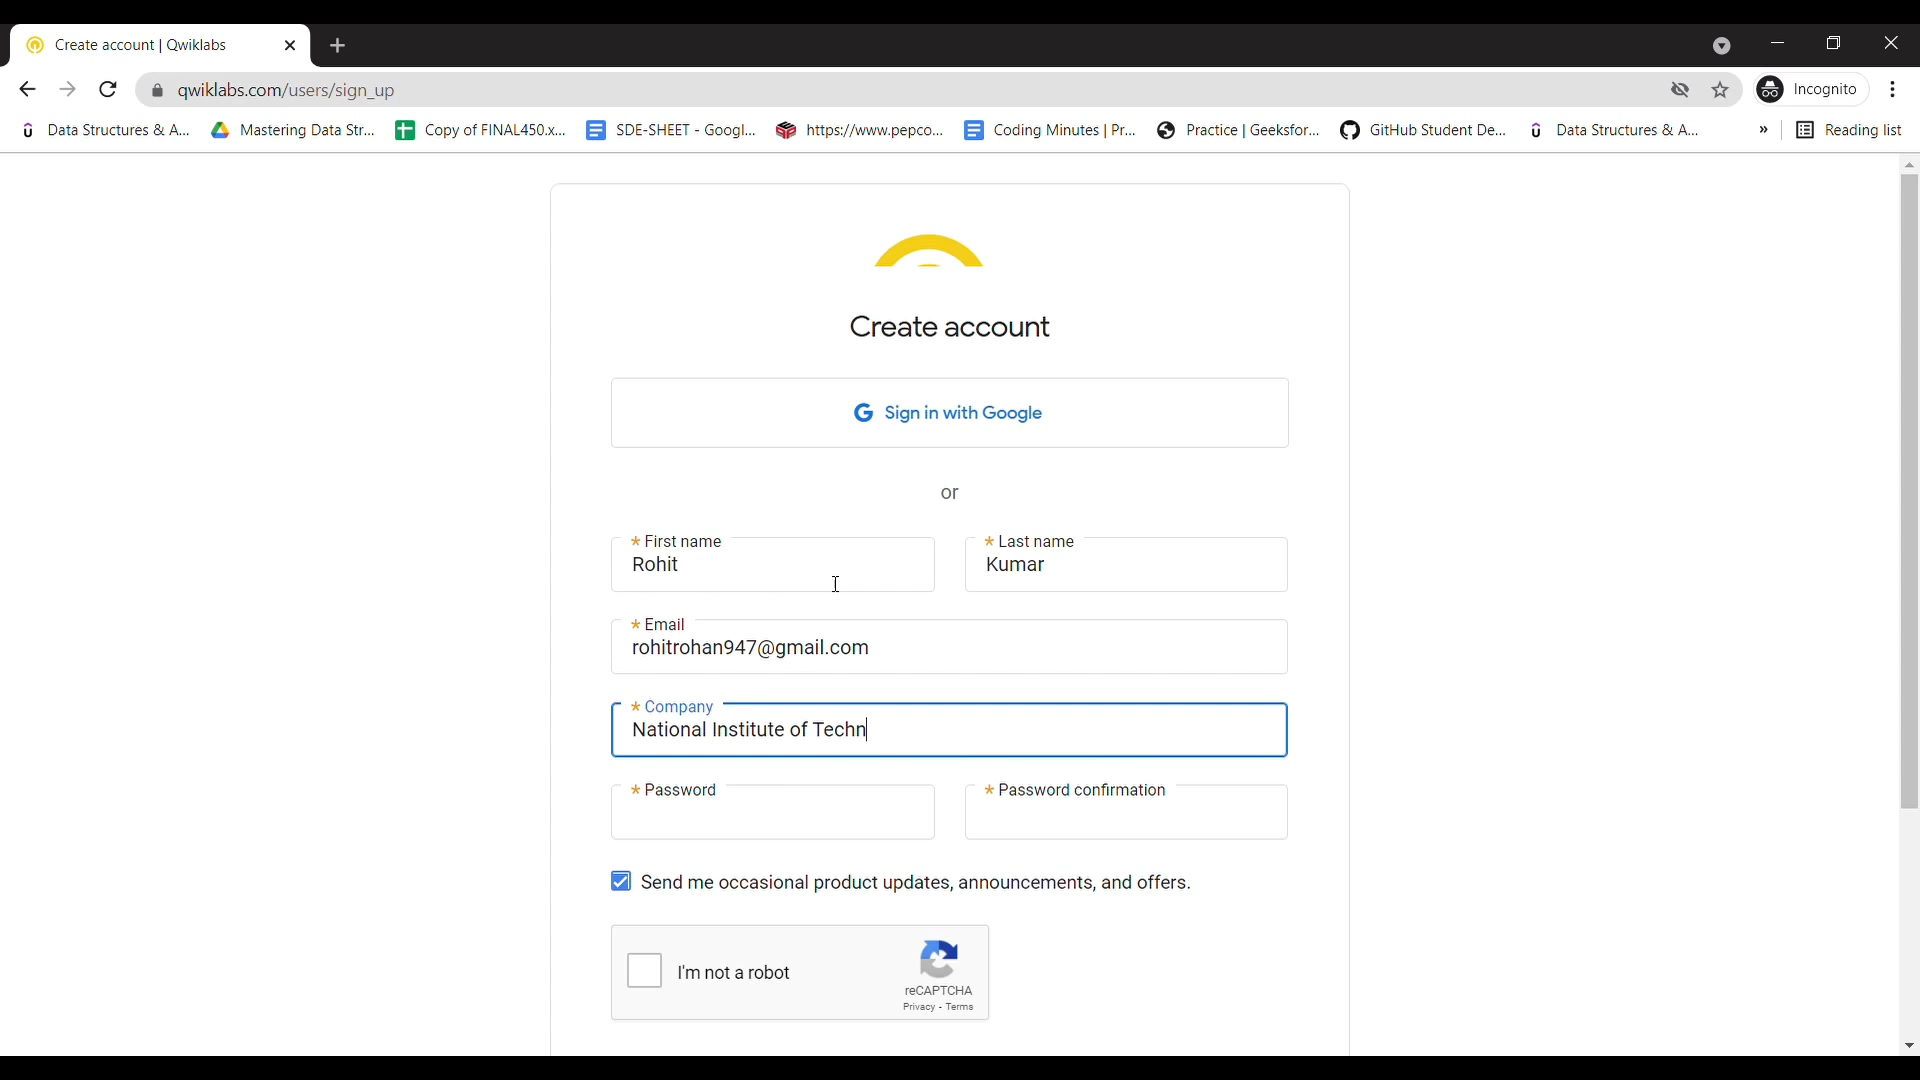 Create account | Qwiklabs
qwiklabs.com/users/sign_up
Incognito
Data Structures & A...
Mastering Data Str...
Copy of FINAL450.x...
SDE-SHEET - Googl...
https://www.pepco...
Coding Minutes | Pr...
Practice | Geeksfor...
GitHub Student De...
Data Structures & A...
»
Reading list
Create account
Sign in with Google
or
* First name
Rohit
* Last name
Kumar
* Email
rohitrohan947@gmail.com
* Company
National Institute of Techn
* Password
* Password confirmation
Send me occasional product updates, announcements, and offers.
I'm not a robot
reCAPTCHA
Privacy - Terms